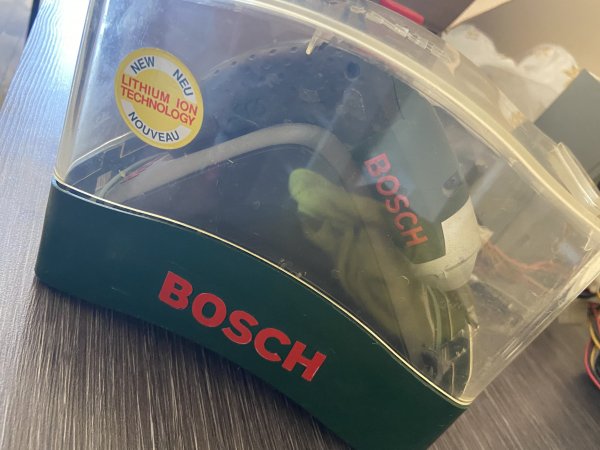 NEW NEU
LITHIUM ION
TECHNOLOGY
NOUVEAU
BOSCH
BOSCH